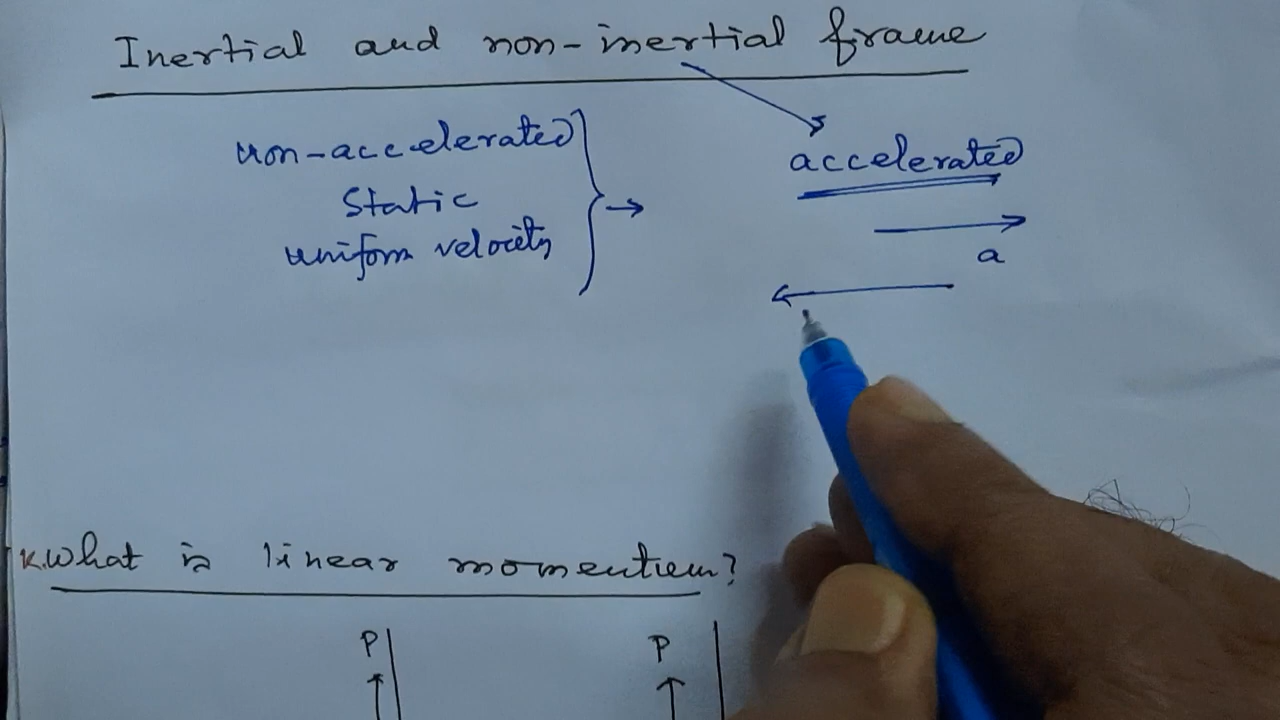 Inertial and non-inertial frame
non-accelerated
Static
uniform velocity
accelerated
a
K.What is linear momentum?
P
P